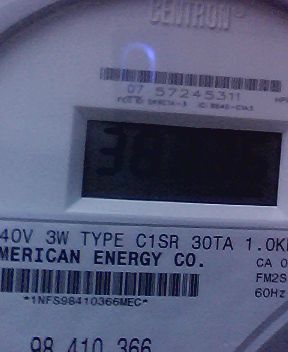 CENTRON®
07 57245311
240V 3W TYPE C1SR 30TA 1.0K
MERICAN ENERGY CO.
CA 0
FM2S
60Hz
*1NFS98410366MEC*
98 410 366